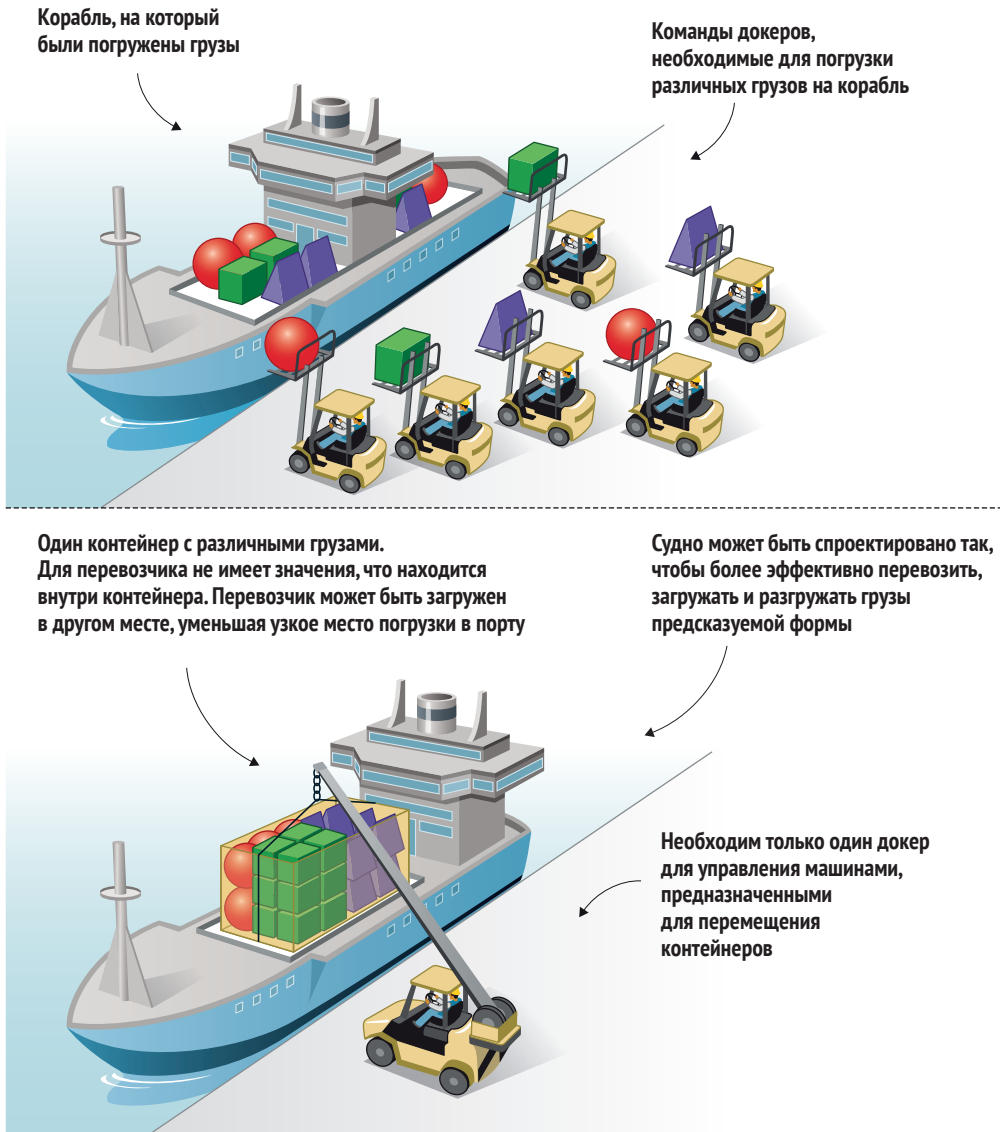 Корабль, на который
были погружены грузы
Команды докеров,
необходимые для погрузки
различных грузов на корабль
Один контейнер с различными грузами.
Для перевозчика не имеет значения, что находится
внутри контейнера. Перевозчик может быть загружен
в другом месте, уменьшая узкое место погрузки в порту
Судно может быть спроектировано так,
чтобы более эффективно перевозить,
загружать и разгружать грузы
предсказуемой формы
Необходим только один докер
для управления машинами,
предназначенными
для перемещения
контейнеров